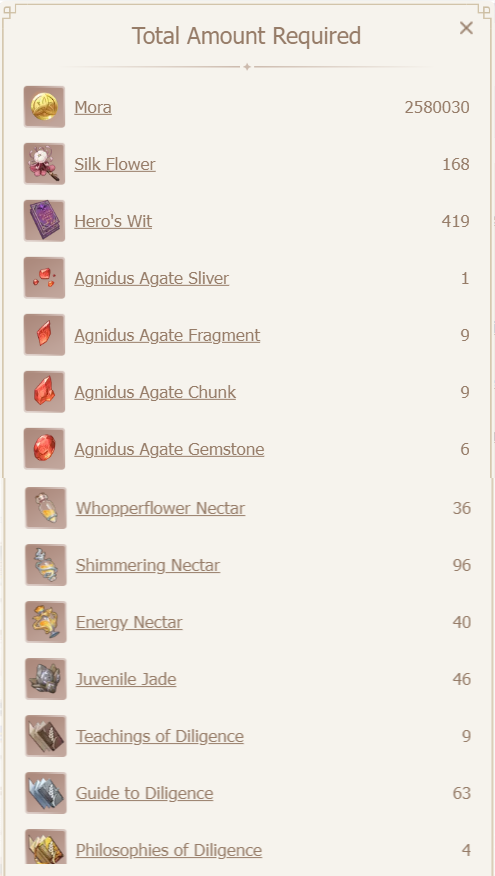 Total Amount Required
Mora 2580030
Silk Flower 168
Hero's Wit 419
Agnidus Agate Sliver 1
Agnidus Agate Fragment 9
Agnidus Agate Chunk 9
Agnidus Agate Gemstone 6
Whopperflower Nectar 36
Shimmering Nectar 96
Energy Nectar 40
Juvenile Jade 46
Teachings of Diligence 9
Guide to Diligence 63
Philosophies of Diligence 4